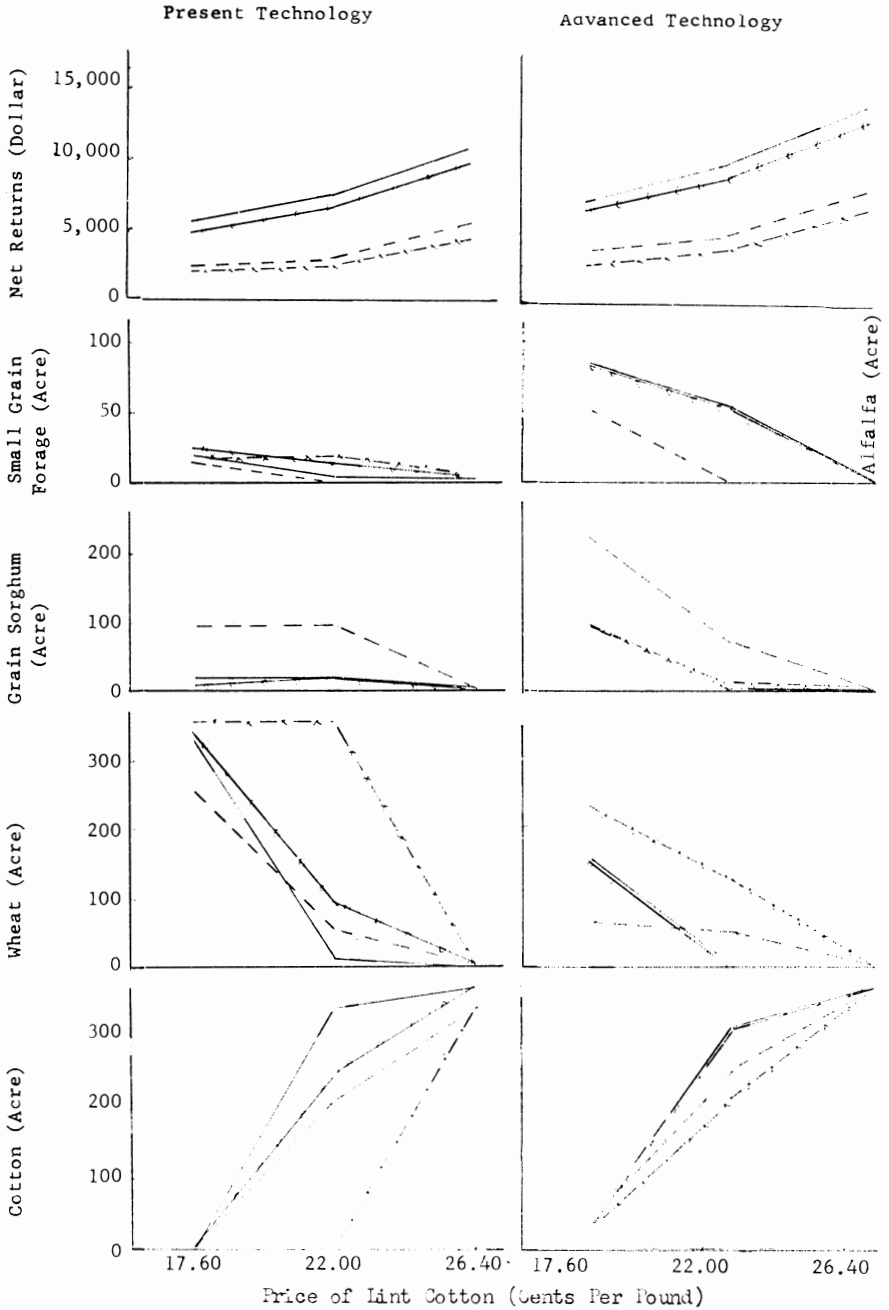 Present Technology
Advanced Technology
Net Returns (Dollar)
15,000
10,000
5,000
0
Small Grain
Forage (Acre)
100
50
0
Alfalfa (Acre)
Grain Sorghum
(Acre)
200
100
0
Wheat (Acre)
300
200
100
0
Cotton (Acre)
300
200
100
0
17.60 22.00 26.40 17.60 22.00 26.40
Price of Lint Cotton (Cents Per Pound)